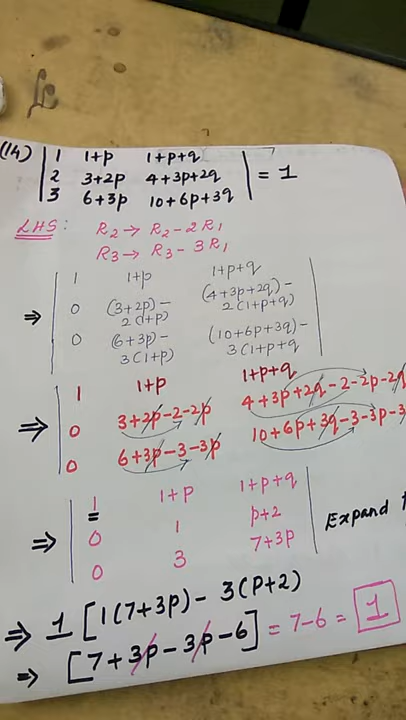 (14) | 1 1+p 1+p+q |
| 2 3+2p 4+3p+2q | = 1
| 3 6+3p 10+6p+3q |
LHS: R₂ → R₂-2R₁
R₃ → R₃-3R₁
| 1 1+p 1+p+q |
⇒ | 0 (3+2p)-2(1+p) (4+3p+2q)-2(1+p+q) |
| 0 (6+3p)-3(1+p) (10+6p+3q)-3(1+p+q |
| 1 1+p 1+p+q
⇒ | 0 3+2p-2-2p 4+3p+2q-2-2p-2q
| 0 6+3p-3-3p 10+6p+3q-3-3p-3
| 1 1+p 1+p+q |
⇒ | 0 1 p+2 | Expand
| 0 3 7+3p |
⇒ 1 [1(7+3p) - 3(p+2)
⇒ [7+3p-3p-6] = 7-6 = 1